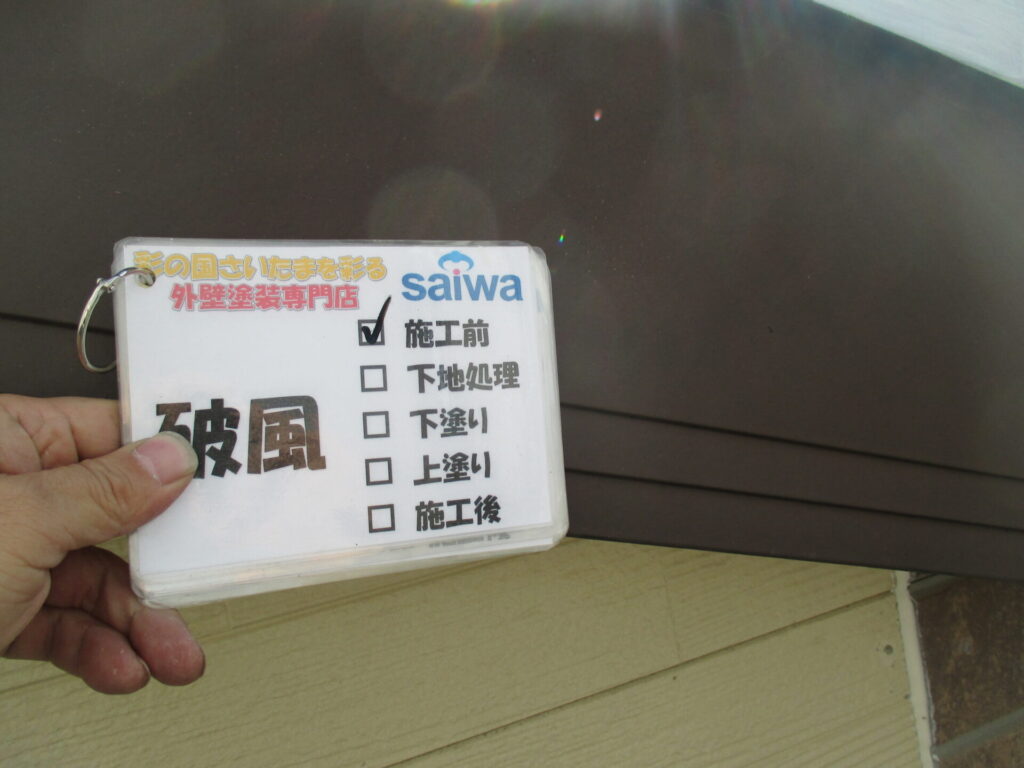 彩の国さいたまを彩る
外壁塗装専門店
saiwa
施工前
下地処理
下塗り
上塗り
施工後
破風